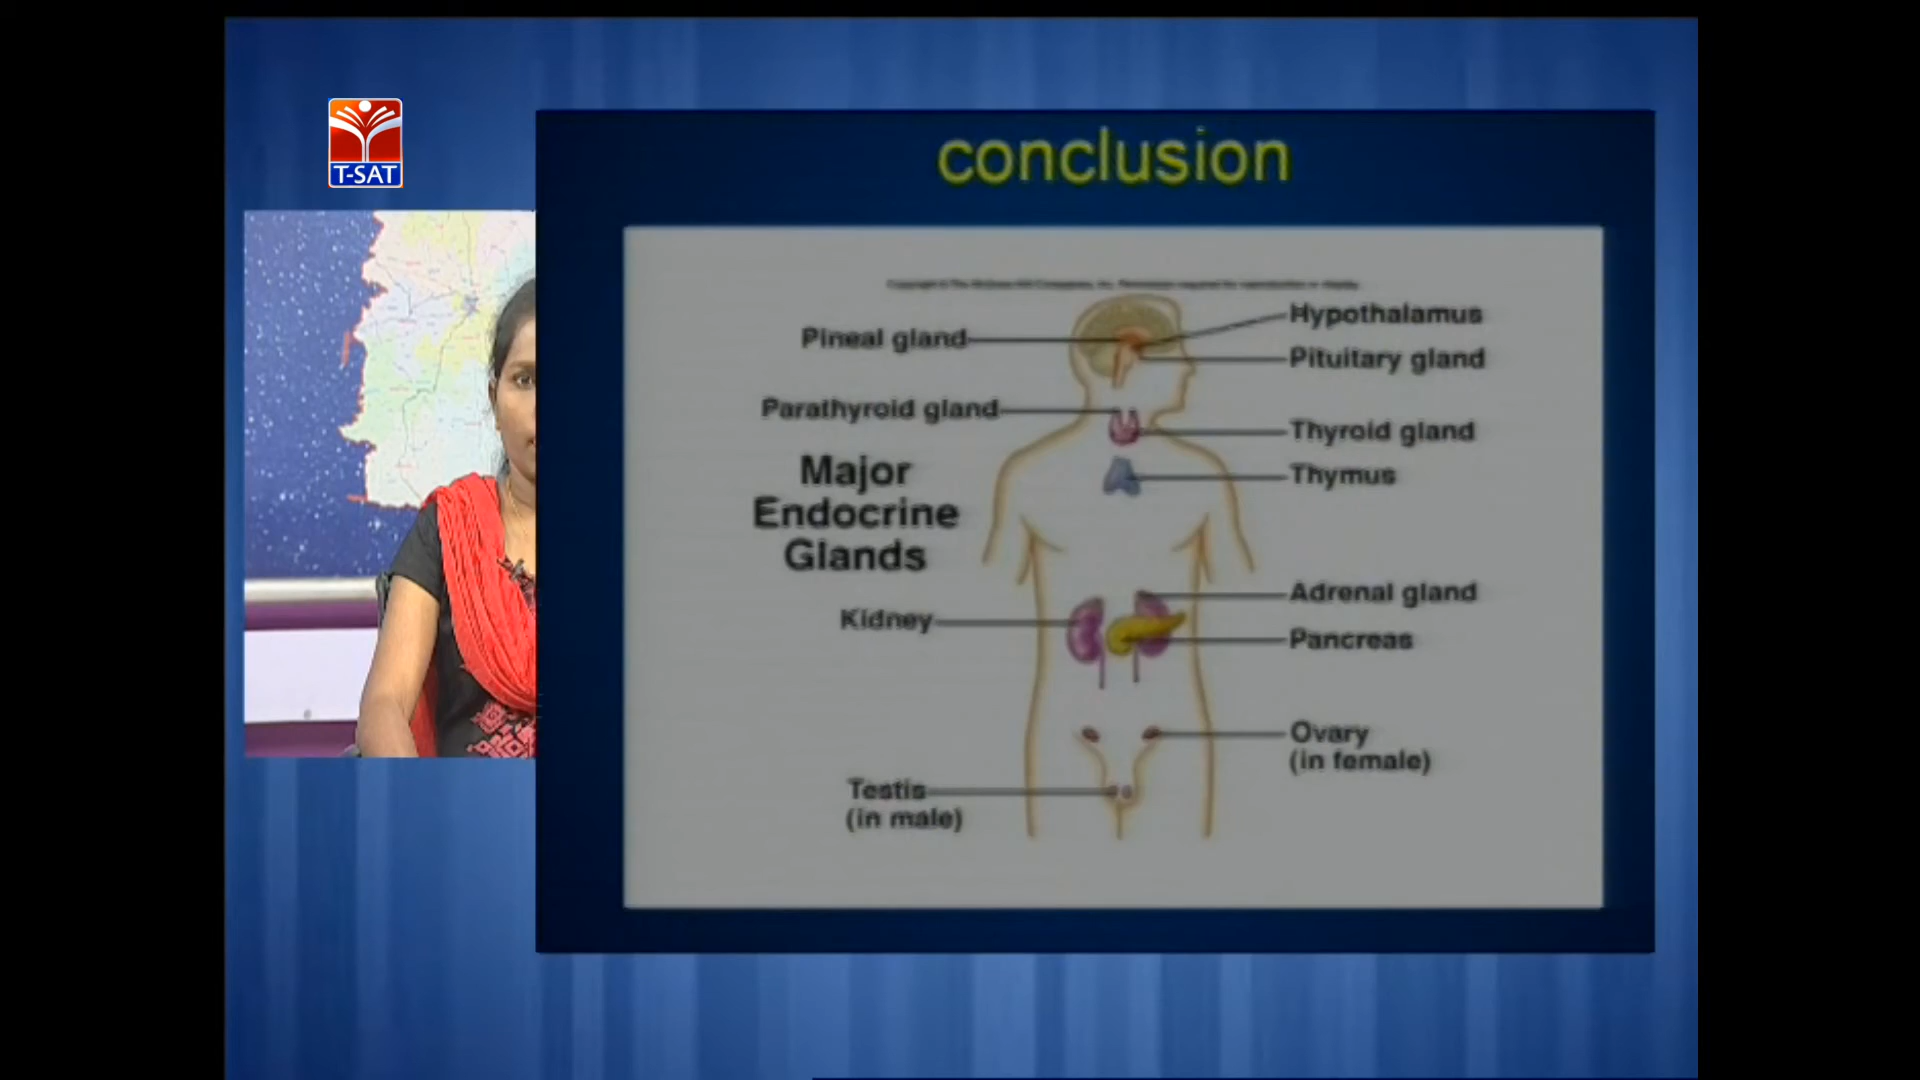 T-SAT
conclusion
Hypothalamus
Pineal gland
Pituitary gland
Parathyroid gland
Thyroid gland
Major
Endocrine
Glands
Thymus
Adrenal gland
Kidney
Pancreas
Ovary
(in female)
Testis
(in male)